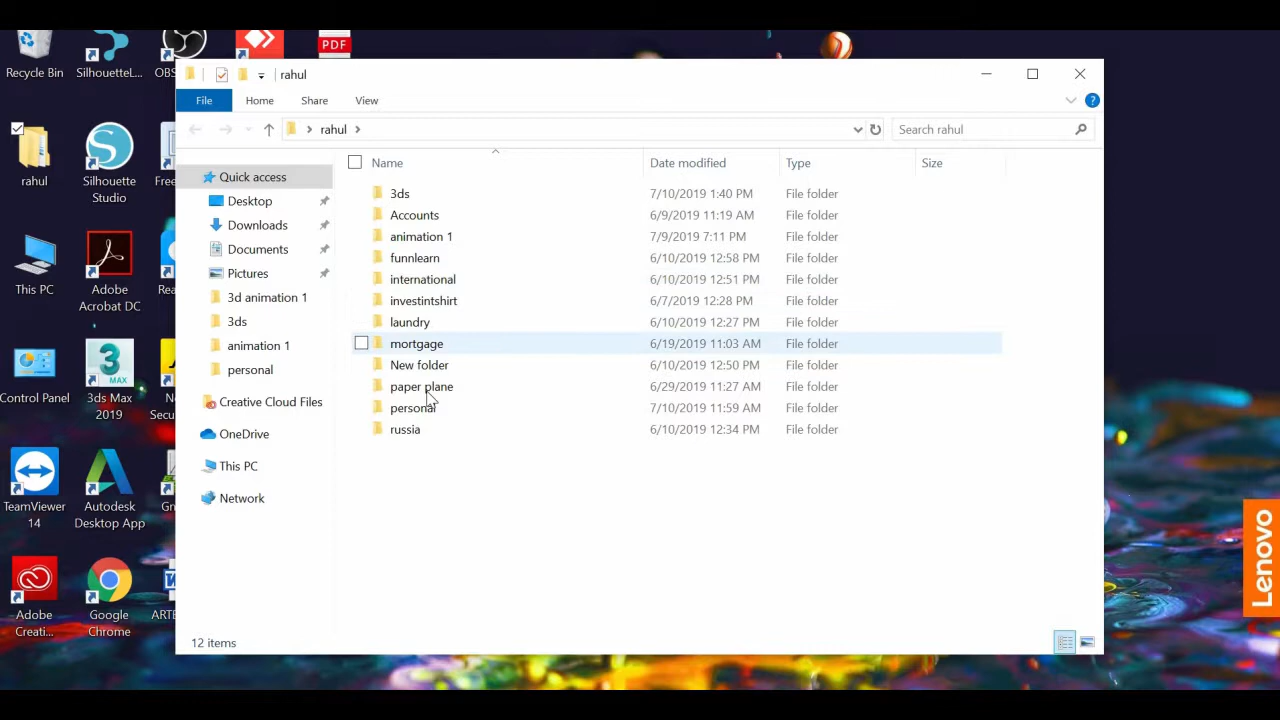 PDF
Recycle Bin
SilhouetteL...
OBS
rahul
Silhouette
Studio
Free
This PC
Adobe
Acrobat DC
Rea
Control Panel
3
MAX
3ds Max
2019
No
Secu
TeamViewer
14
Autodesk
Desktop App
Gr
Adobe
Creati...
Google
Chrome
ARTE
rahul
File
Home
Share
View
rahul
Search rahul
Name
Date modified
Type
Size
Quick access
Desktop
Downloads
Documents
Pictures
3d animation 1
3ds
animation 1
personal
Creative Cloud Files
OneDrive
This PC
Network
3ds 7/10/2019 1:40 PM File folder
Accounts 6/9/2019 11:19 AM File folder
animation 1 7/9/2019 7:11 PM File folder
funnlearn 6/10/2019 12:58 PM File folder
international 6/10/2019 12:51 PM File folder
investintshirt 6/7/2019 12:28 PM File folder
laundry 6/10/2019 12:27 PM File folder
mortgage 6/19/2019 11:03 AM File folder
New folder 6/10/2019 12:50 PM File folder
paper plane 6/29/2019 11:27 AM File folder
personal 7/10/2019 11:59 AM File folder
russia 6/10/2019 12:34 PM File folder
12 items
Lenovo